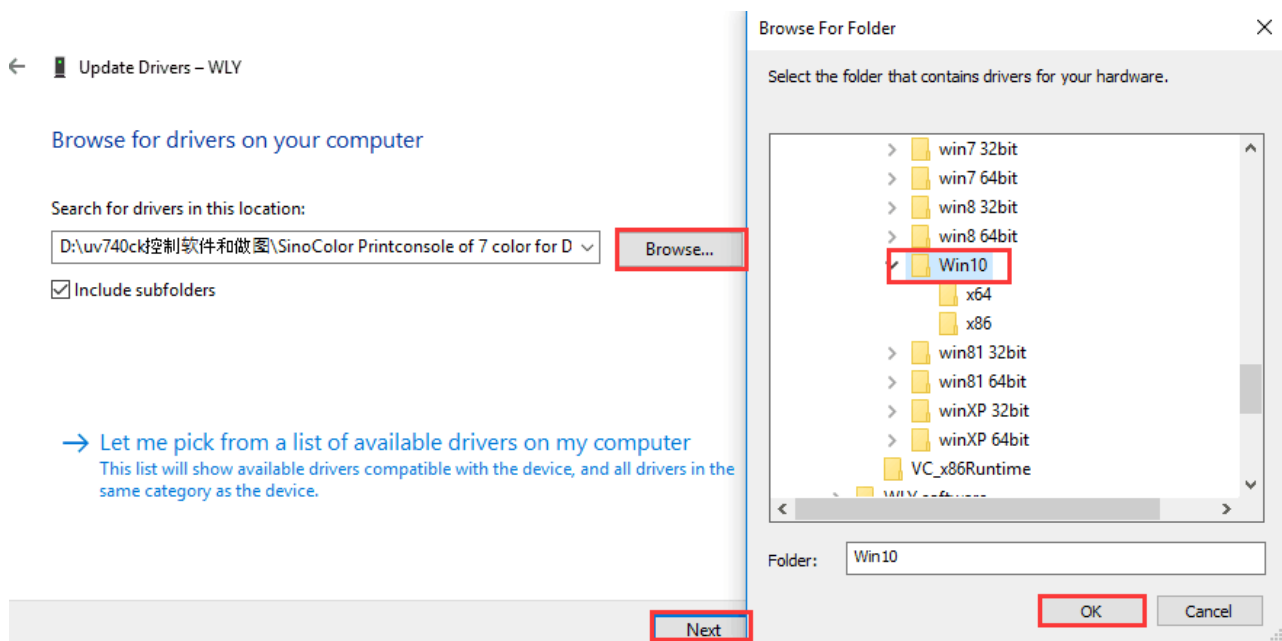 Update Drivers – WLY
Browse for drivers on your computer
Search for drivers in this location:
D:\uv740ck控制软件和做图\SinoColor Printconsole of 7 color for D
Browse...
Include subfolders
Let me pick from a list of available drivers on my computer
This list will show available drivers compatible with the device, and all drivers in the
same category as the device.
Next
Browse For Folder
Select the folder that contains drivers for your hardware.
win7 32bit
win7 64bit
win8 32bit
win8 64bit
Win10
x64
x86
win81 32bit
win81 64bit
winXP 32bit
winXP 64bit
VC_x86Runtime
WLY software
Folder:
Win10
OK
Cancel